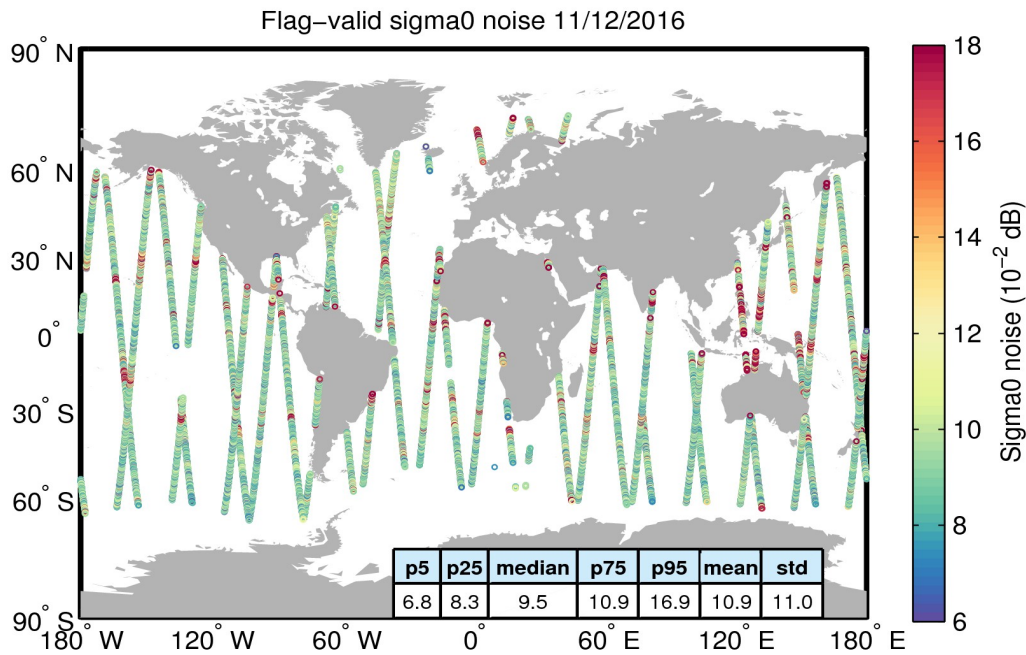 Flag−valid sigma0 noise 11/12/2016
90° N
60° N
30° N
0°
30° S
60° S
90° S
180° W
120° W
60° W
0°
60° E
120° E
180° E
p5 p25 median p75 p95 mean std
6.8 8.3 9.5 10.9 16.9 10.9 11.0
18
16
14
12
10
8
6
Sigma0 noise (10⁻² dB)